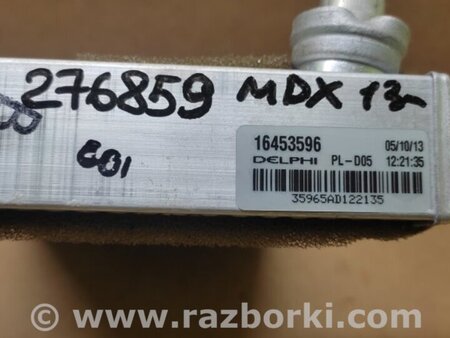 276859 MDX 13-
601
16453596 05/10/13
DELPHI PL-D05 12:21:35
35965AD122135
© www.razborki.com